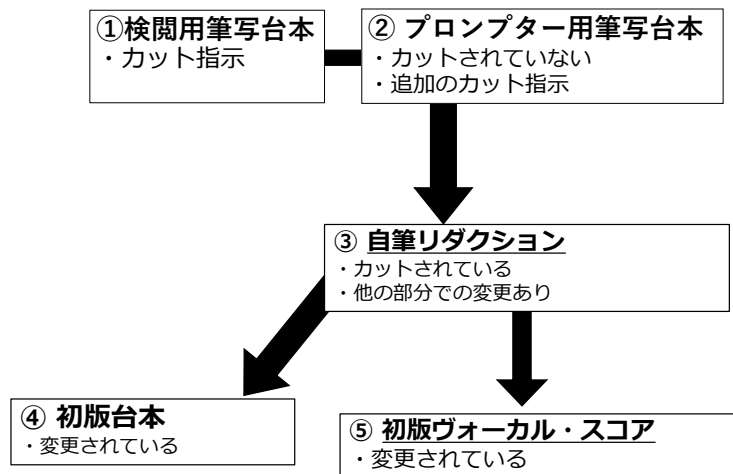 ①検閲用筆写台本
・カット指示
② プロンプター用筆写台本
・カットされていない
・追加のカット指示
③ 自筆リダクション
・カットされている
・他の部分での変更あり
④ 初版台本
・変更されている
⑤ 初版ヴォーカル・スコア
・変更されている